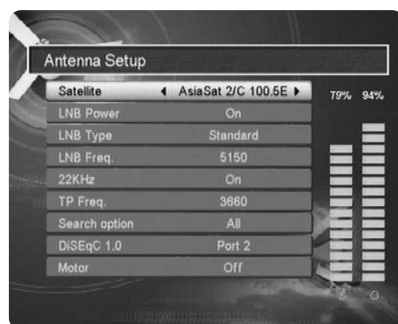 Antenna Setup
Satellite AsiaSat 2/C 100.5E
79% 94%
LNB Power On
LNB Type Standard
LNB Freq. 5150
22KHz On
TP Freq. 3660
Search option All
DiSEqC 1.0 Port 2
Motor Off